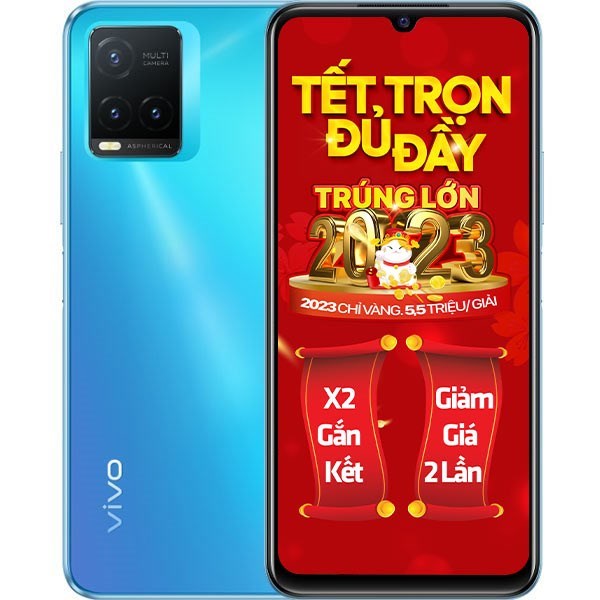 MULTI
CAMERA
ASPHERICAL
vivo
TẾT TRỌN
ĐỦ ĐẦY
TRÚNG LỚN
2023
2023 CHỈ VÀNG. 5,5 TRIỆU/ GIẢI
X2
Gắn
Kết
Giảm
Giá
2 Lần